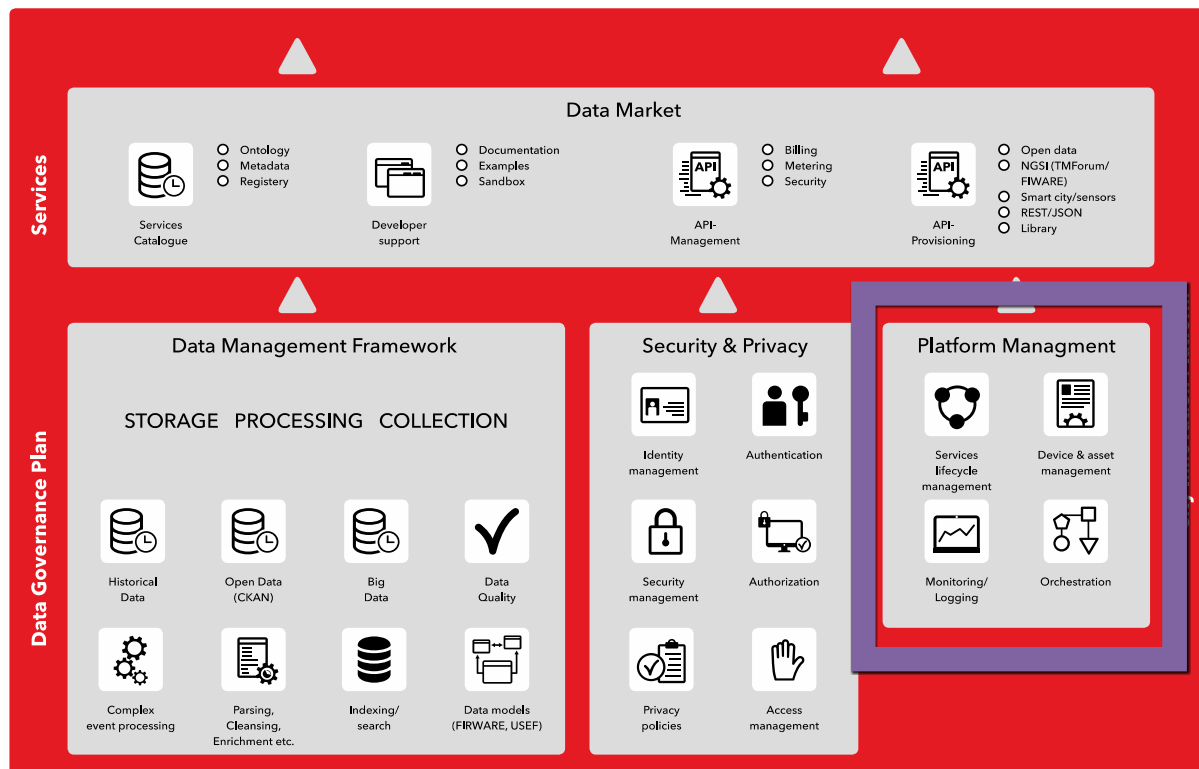 Services
Data Market
Ontology
Metadata
Registery
Services
Catalogue
Documentation
Examples
Sandbox
Developer
support
API
Billing
Metering
Security
API-
Management
API
Open data
NGSI (TMForum/
FIWARE)
Smart city/sensors
REST/JSON
Library
API-
Provisioning
Data Governance Plan
Data Management Framework
STORAGE PROCESSING COLLECTION
Historical
Data
Open Data
(CKAN)
Big
Data
Data
Quality
Complex
event processing
Parsing,
Cleansing,
Enrichment etc.
Indexing/
search
Data models
(FIRWARE, USEF)
Security & Privacy
Identity
management
Authentication
Security
management
Authorization
Privacy
policies
Access
management
Platform Managment
Services
lifecycle
management
Device & asset
management
Monitoring/
Logging
Orchestration